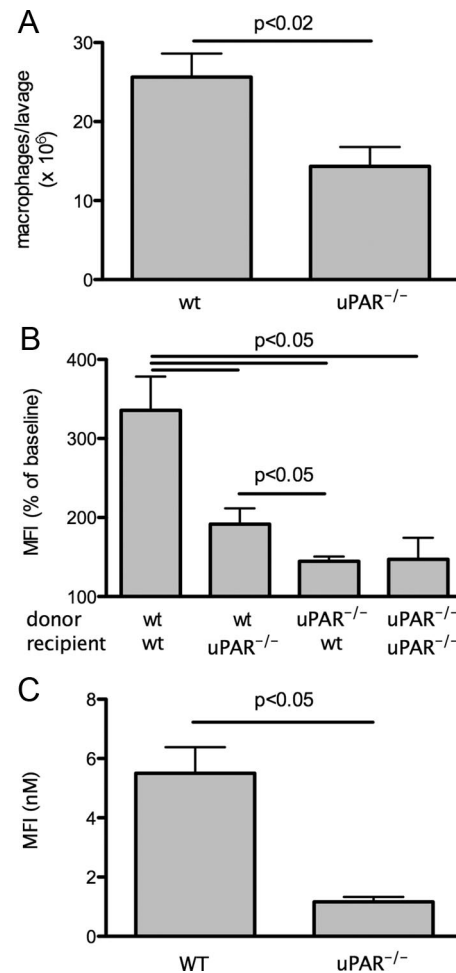 A
p<0.02
macrophages/lavage
(x 10⁶)
30
20
10
0
wt uPAR⁻/⁻
B
p<0.05
MFI (% of baseline)
400
300
200
100
p<0.05
donor wt wt uPAR⁻/⁻ uPAR⁻/⁻
recipient wt uPAR⁻/⁻ wt uPAR⁻/⁻
C
p<0.05
MFI (nM)
8
6
4
2
0
WT uPAR⁻/⁻